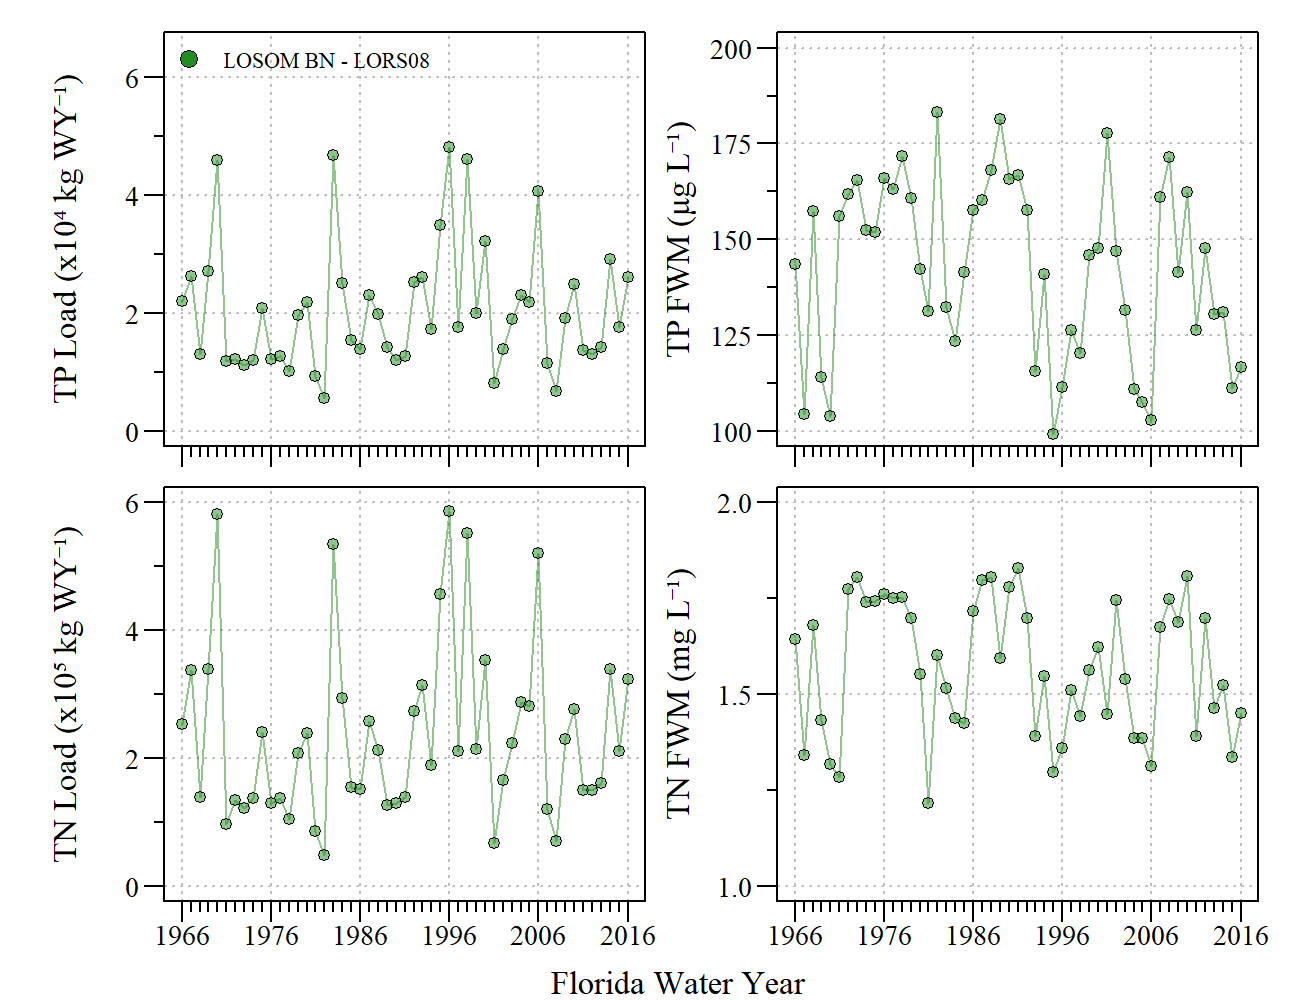 LOSOM BN - LORS08
TP Load (x10⁴ kg WY⁻¹)
6
4
2
0
TP FWM (µg L⁻¹)
200
175
150
125
100
TN Load (x10⁵ kg WY⁻¹)
6
4
2
0
1966 1976 1986 1996 2006 2016
TN FWM (mg L⁻¹)
2.0
1.5
1.0
1966 1976 1986 1996 2006 2016
Florida Water Year